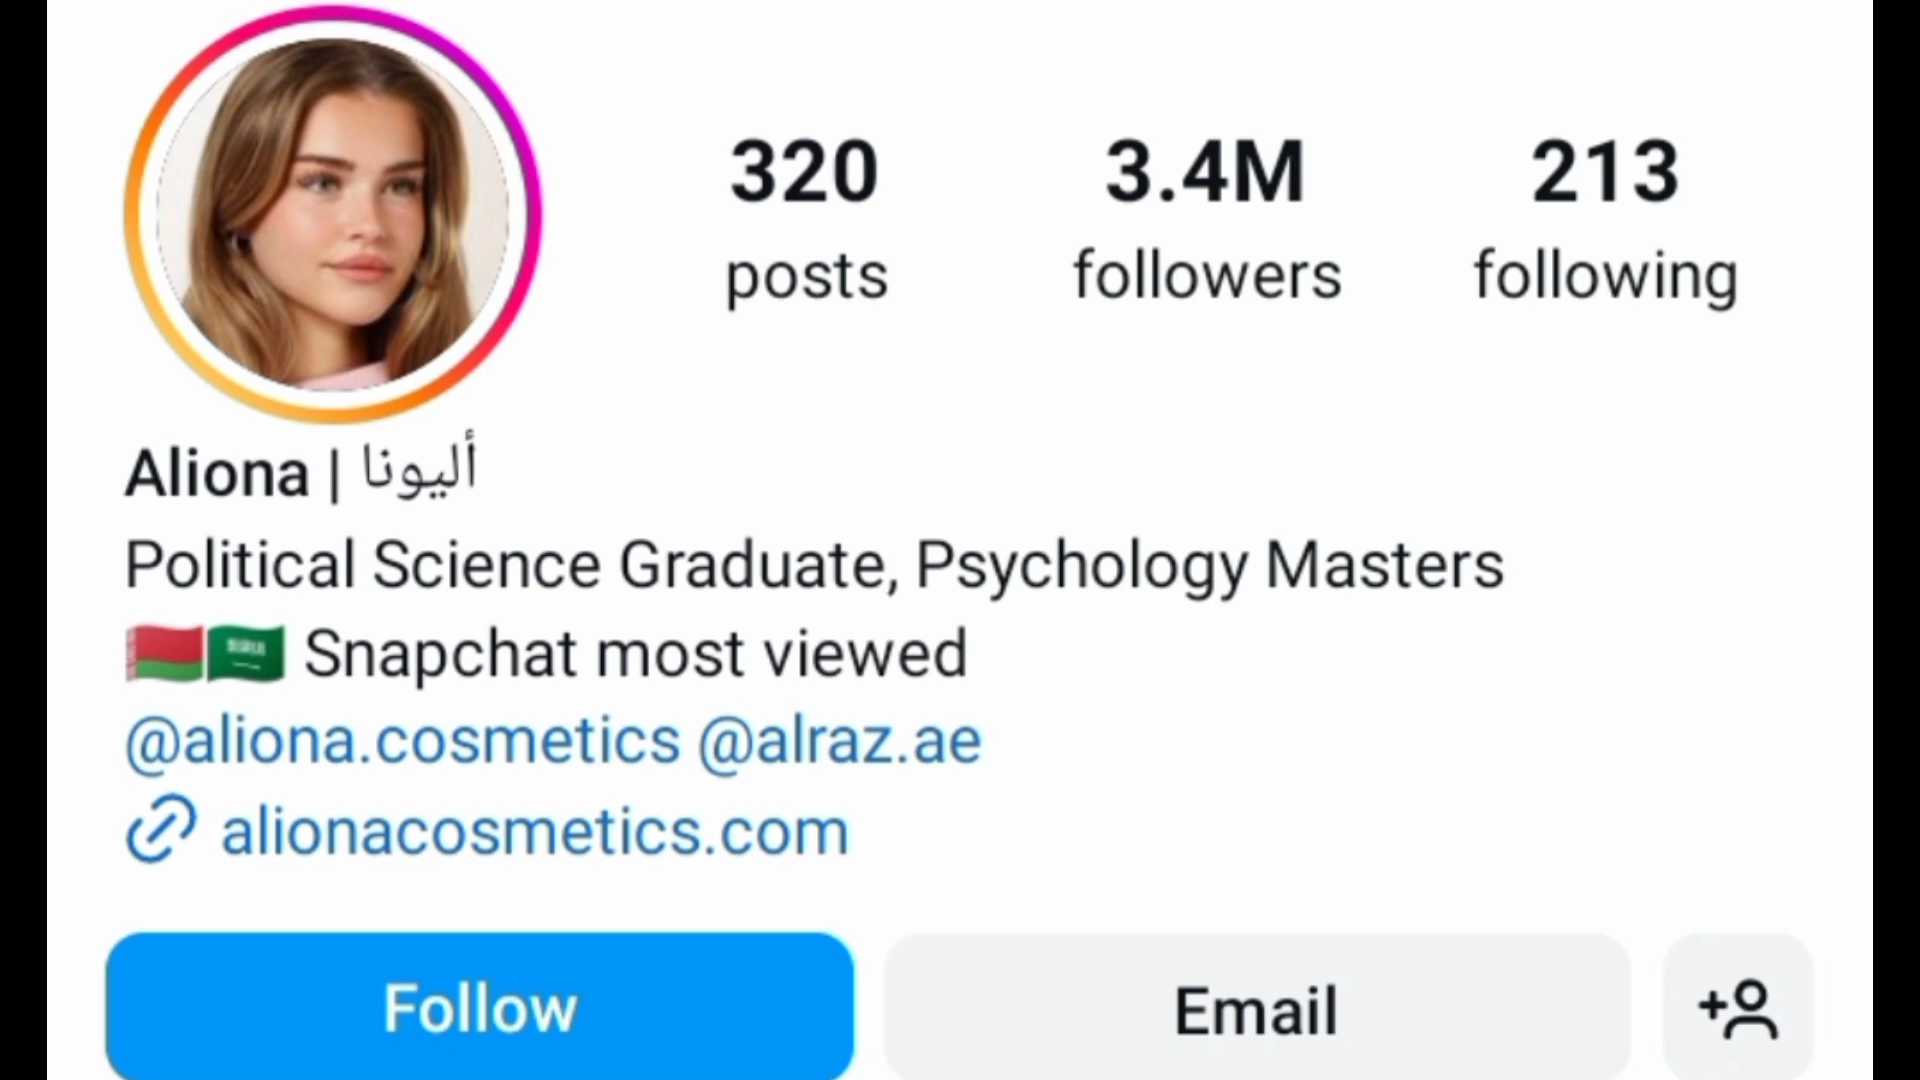 320 3.4M 213
posts followers following
Aliona | أليونا
Political Science Graduate, Psychology Masters
🇧🇾🇸🇦 Snapchat most viewed
@aliona.cosmetics @alraz.ae
alionacosmetics.com
Follow Email